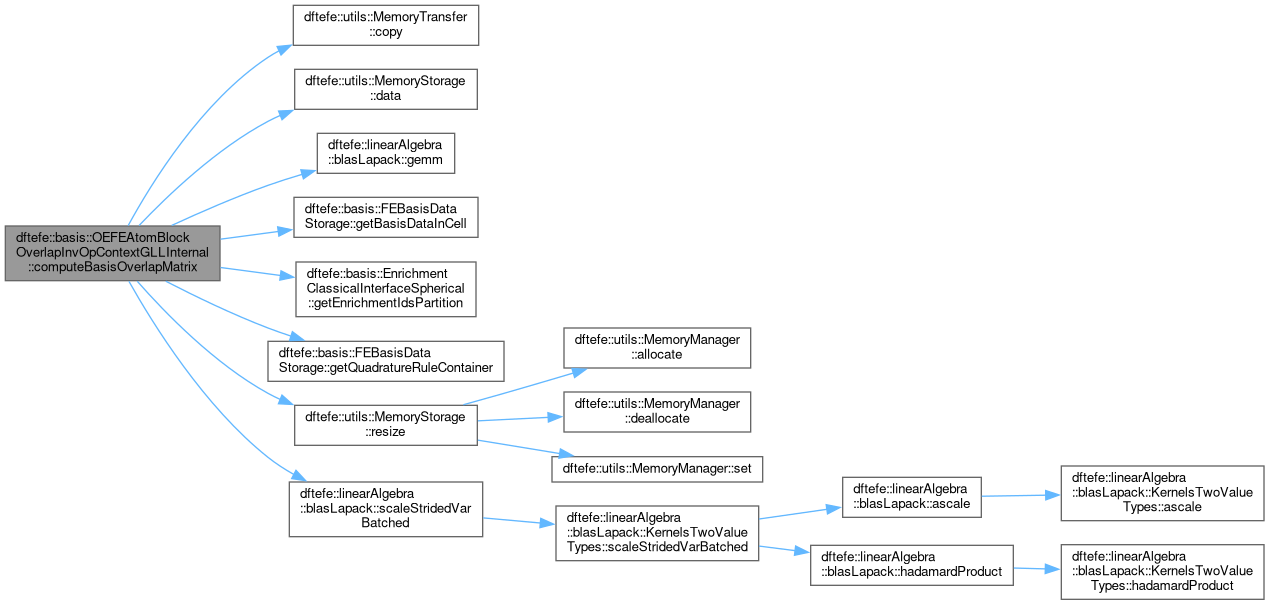 dftefe::utils::MemoryTransfer
::copy
dftefe::utils::MemoryStorage
::data
dftefe::linearAlgebra
::blasLapack::gemm
dftefe::basis::FEBasisData
Storage::getBasisDataInCell
dftefe::basis::OEFEAtomBlock
OverlapInvOpContextGLLInternal
::computeBasisOverlapMatrix
dftefe::basis::Enrichment
ClassicalInterfaceSpherical
::getEnrichmentIdsPartition
dftefe::basis::FEBasisData
Storage::getQuadratureRuleContainer
dftefe::utils::MemoryStorage
::resize
dftefe::utils::MemoryManager
::allocate
dftefe::utils::MemoryManager
::deallocate
dftefe::utils::MemoryManager::set
dftefe::linearAlgebra
::blasLapack::scaleStridedVar
Batched
dftefe::linearAlgebra
::blasLapack::KernelsTwoValue
Types::scaleStridedVarBatched
dftefe::linearAlgebra
::blasLapack::ascale
dftefe::linearAlgebra
::blasLapack::KernelsTwoValue
Types::ascale
dftefe::linearAlgebra
::blasLapack::hadamardProduct
dftefe::linearAlgebra
::blasLapack::KernelsTwoValue
Types::hadamardProduct